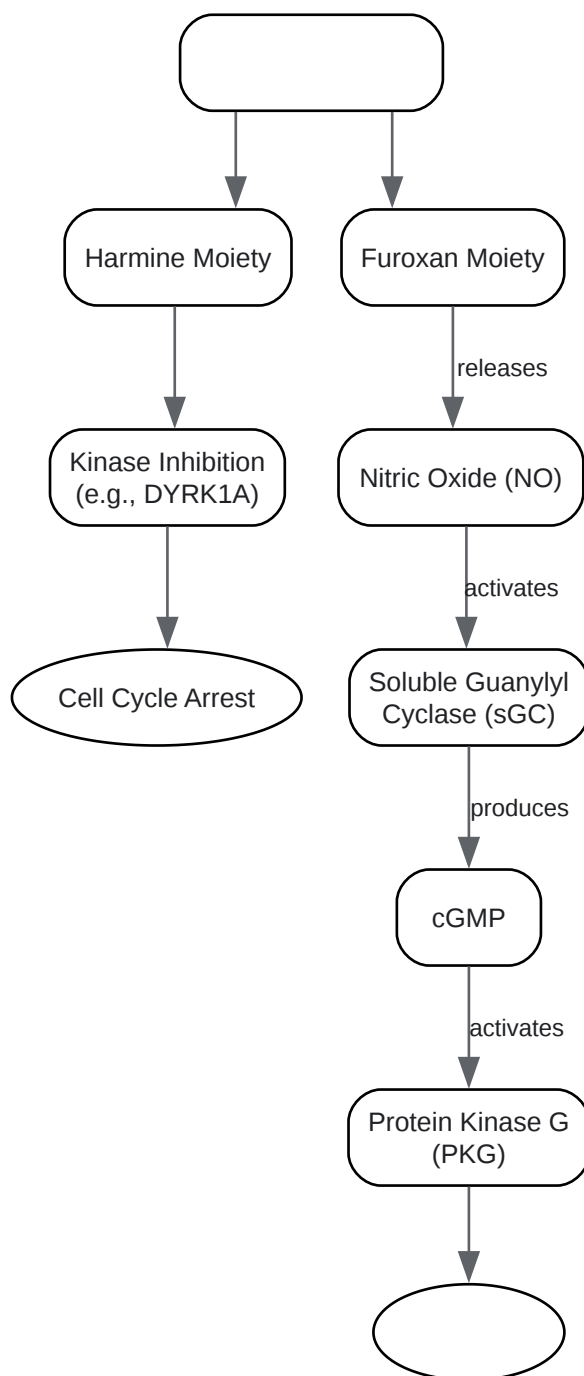 Harmine Moiety
Furoxan Moiety
releases
Kinase Inhibition
(e.g., DYRK1A)
Nitric Oxide (NO)
activates
Cell Cycle Arrest
Soluble Guanylyl
Cyclase (sGC)
produces
cGMP
activates
Protein Kinase G
(PKG)